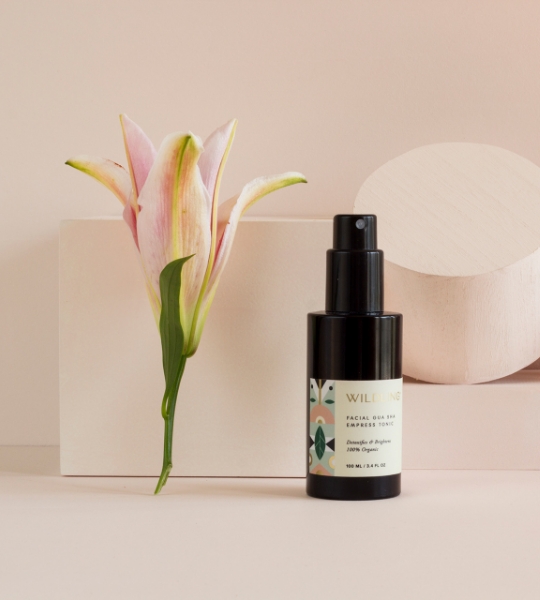 WILDLING
FACIAL GUA SHA
EMPRESS TONIC
Detoxifies & Brightens
100% Organic
100 ML / 3.4 FL OZ